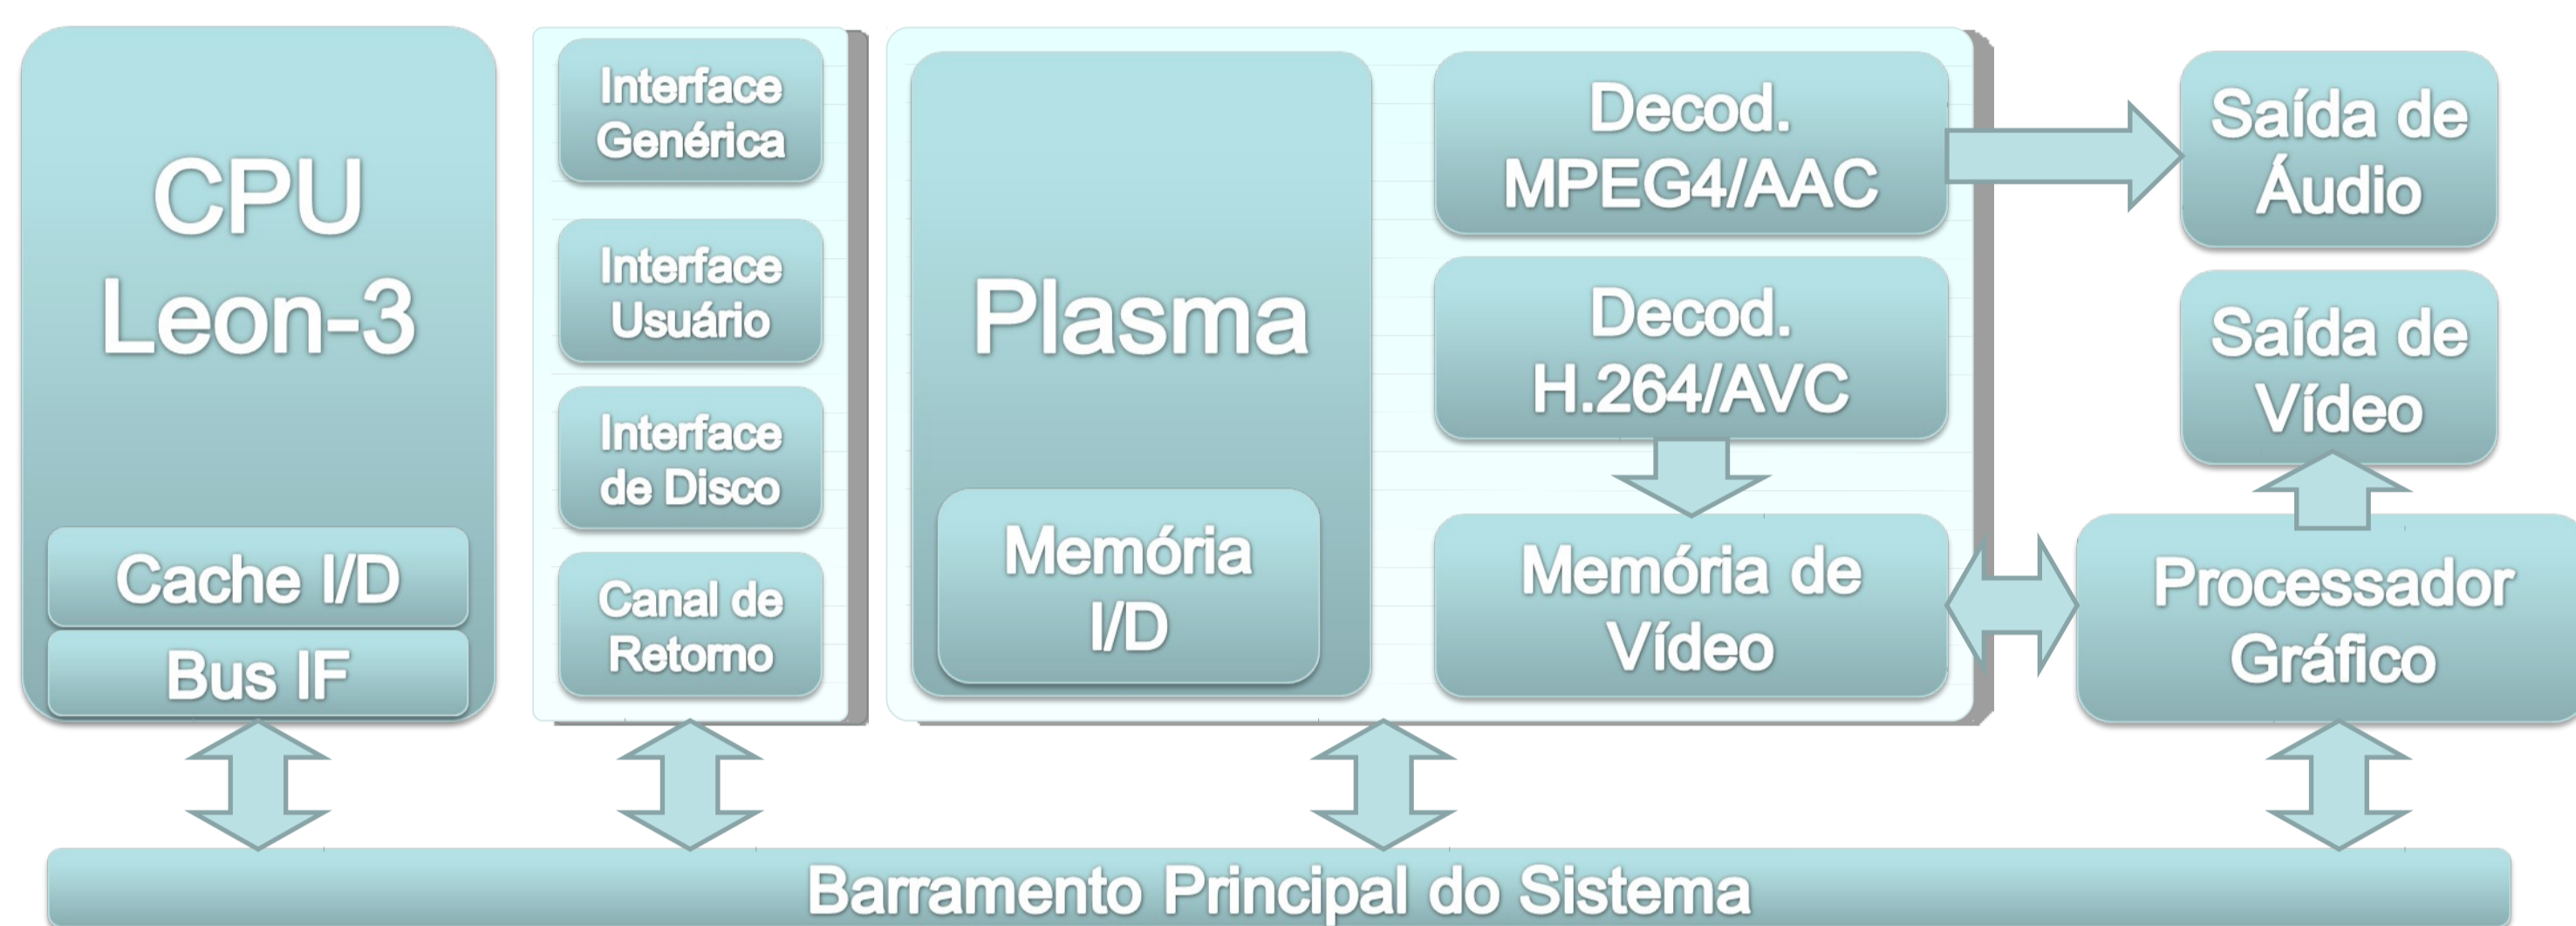 CPU
Leon-3
Cache I/D
Bus IF
Interface
Genérica
Interface
Usuário
Interface
de Disco
Canal de
Retorno
Plasma
Memória
I/D
Decod.
MPEG4/AAC
Decod.
H.264/AVC
Memória de
Vídeo
Saída de
Áudio
Saída de
Vídeo
Processador
Gráfico
Barramento Principal do Sistema